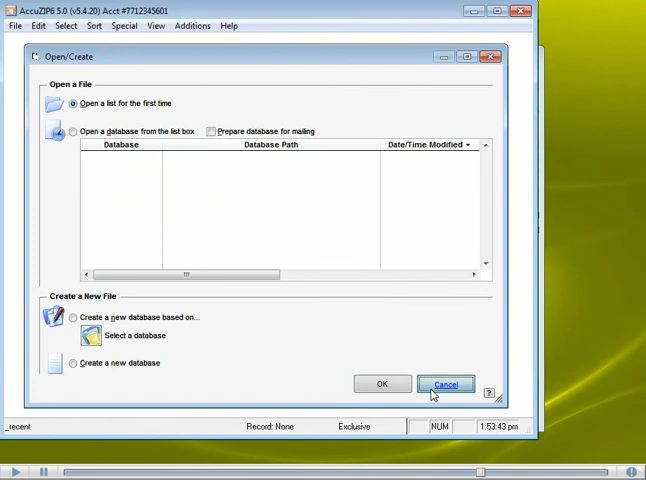 AccuZIP6 5.0 (v5.4.20) Acct #7712345601
File Edit Select Sort Special View Additions Help
Open/Create
Open a File
Open a list for the first time
Open a database from the list box Prepare database for mailing
Database Database Path Date/Time Modified
Create a New File
Create a new database based on...
Select a database
Create a new database
OK Cancel ?
_recent Record: None Exclusive NUM 1:53:43 pm